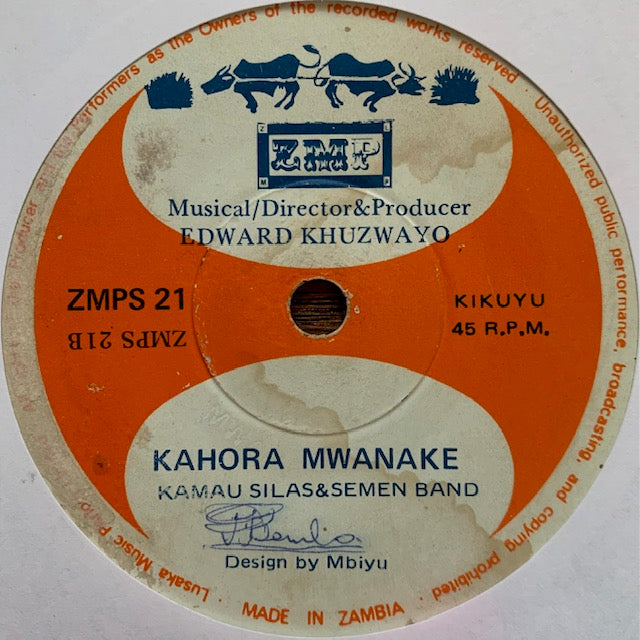 performers as the Owners of the recorded works reserved · Unauthorized public performance, broadcasting, and copying prohibited
Z L
ZMP
M P
Musical/Director&Producer
EDWARD KHUZWAYO
ZMPS 21
ZMPS 21B
KIKUYU
45 R.P.M.
KAHORA MWANAKE
KAMAU SILAS&SEMEN BAND
Design by Mbiyu
Lusaka Music
MADE IN ZAMBIA